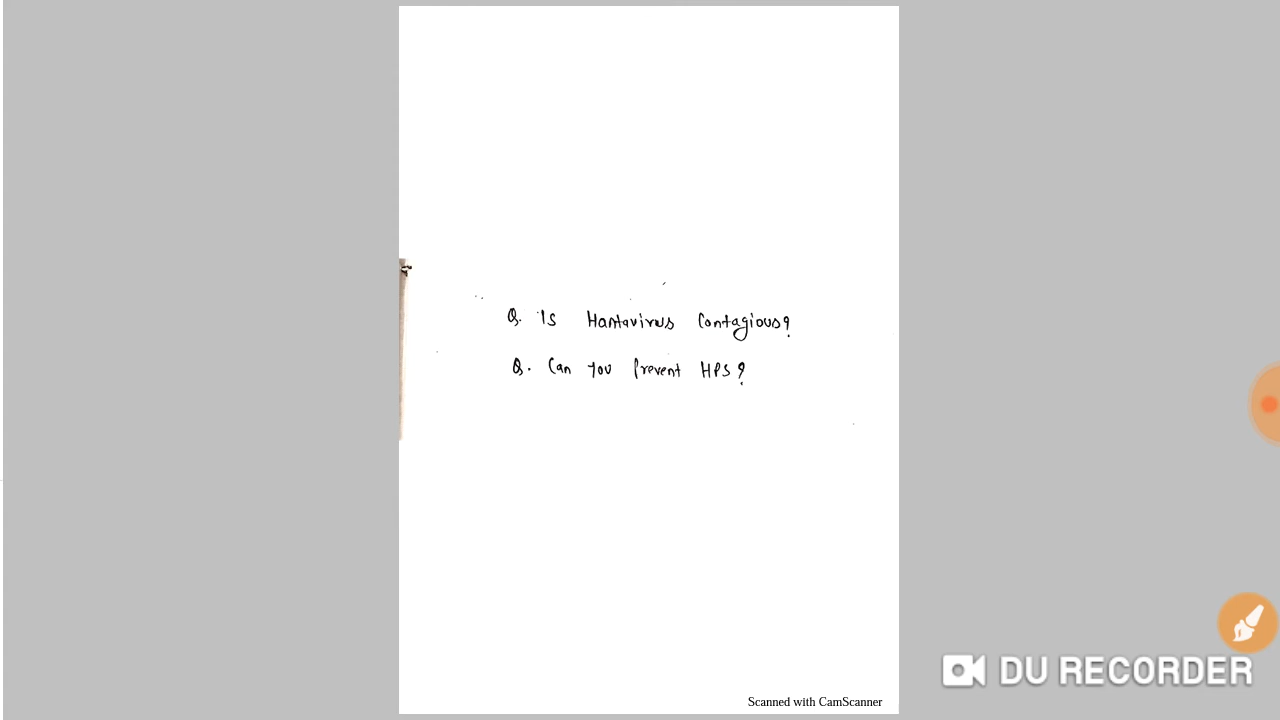 Q. Is Hantavirus Contagious?
Q. Can you Prevent HPS?
DU RECORDER
Scanned with CamScanner